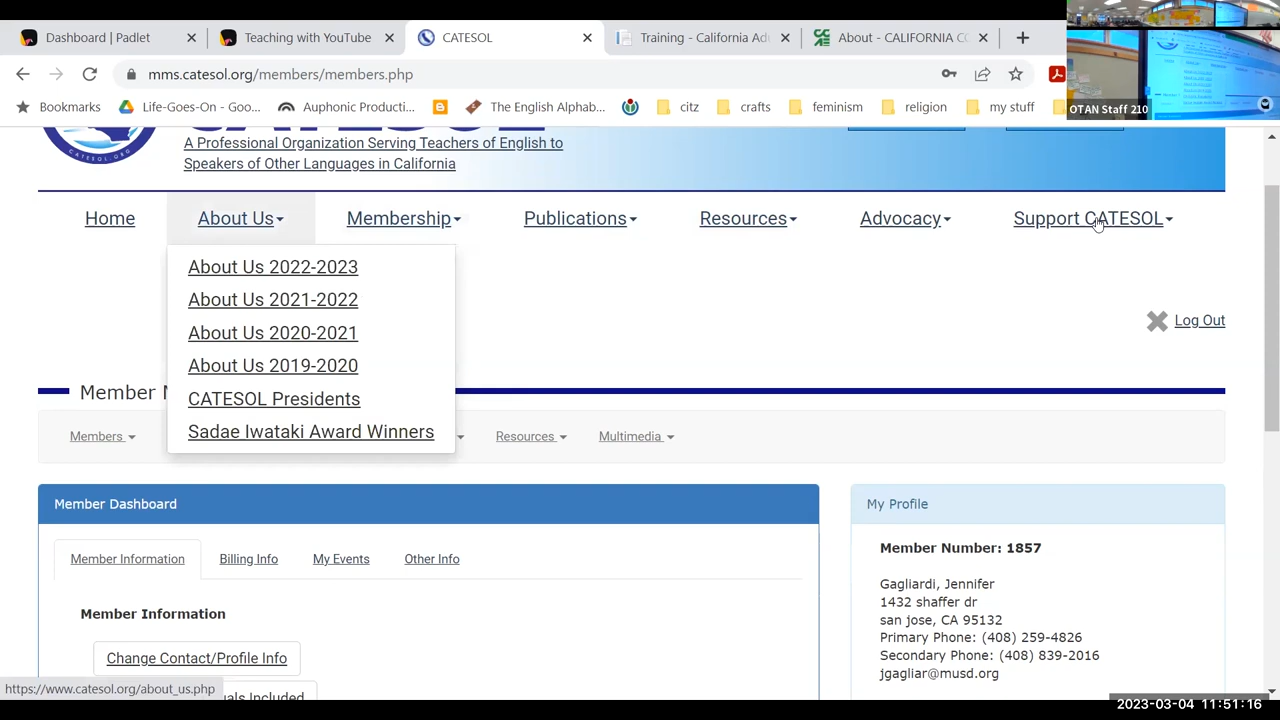 Dashboard | Padlet
Teaching with YouTube
CATESOL
Training - California Ad
About - CALIFORNIA C
mms.catesol.org/members/members.php
Bookmarks
Life-Goes-On - Goo...
Auphonic Producti...
The English Alphab...
citz
crafts
feminism
religion
my stuff
OTAN Staff 210
A Professional Organization Serving Teachers of English to
Speakers of Other Languages in California
Home
About Us
Membership
Publications
Resources
Advocacy
Support CATESOL
About Us 2022-2023
About Us 2021-2022
About Us 2020-2021
About Us 2019-2020
CATESOL Presidents
Sadae Iwataki Award Winners
Log Out
Member
Members
Resources
Multimedia
Member Dashboard
Member Information
Billing Info
My Events
Other Info
Member Information
Change Contact/Profile Info
uals Included
My Profile
Member Number: 1857
Gagliardi, Jennifer
1432 shaffer dr
san jose, CA 95132
Primary Phone: (408) 259-4826
Secondary Phone: (408) 839-2016
jgagliar@musd.org
https://www.catesol.org/about_us.php
2023-03-04 11:51:16